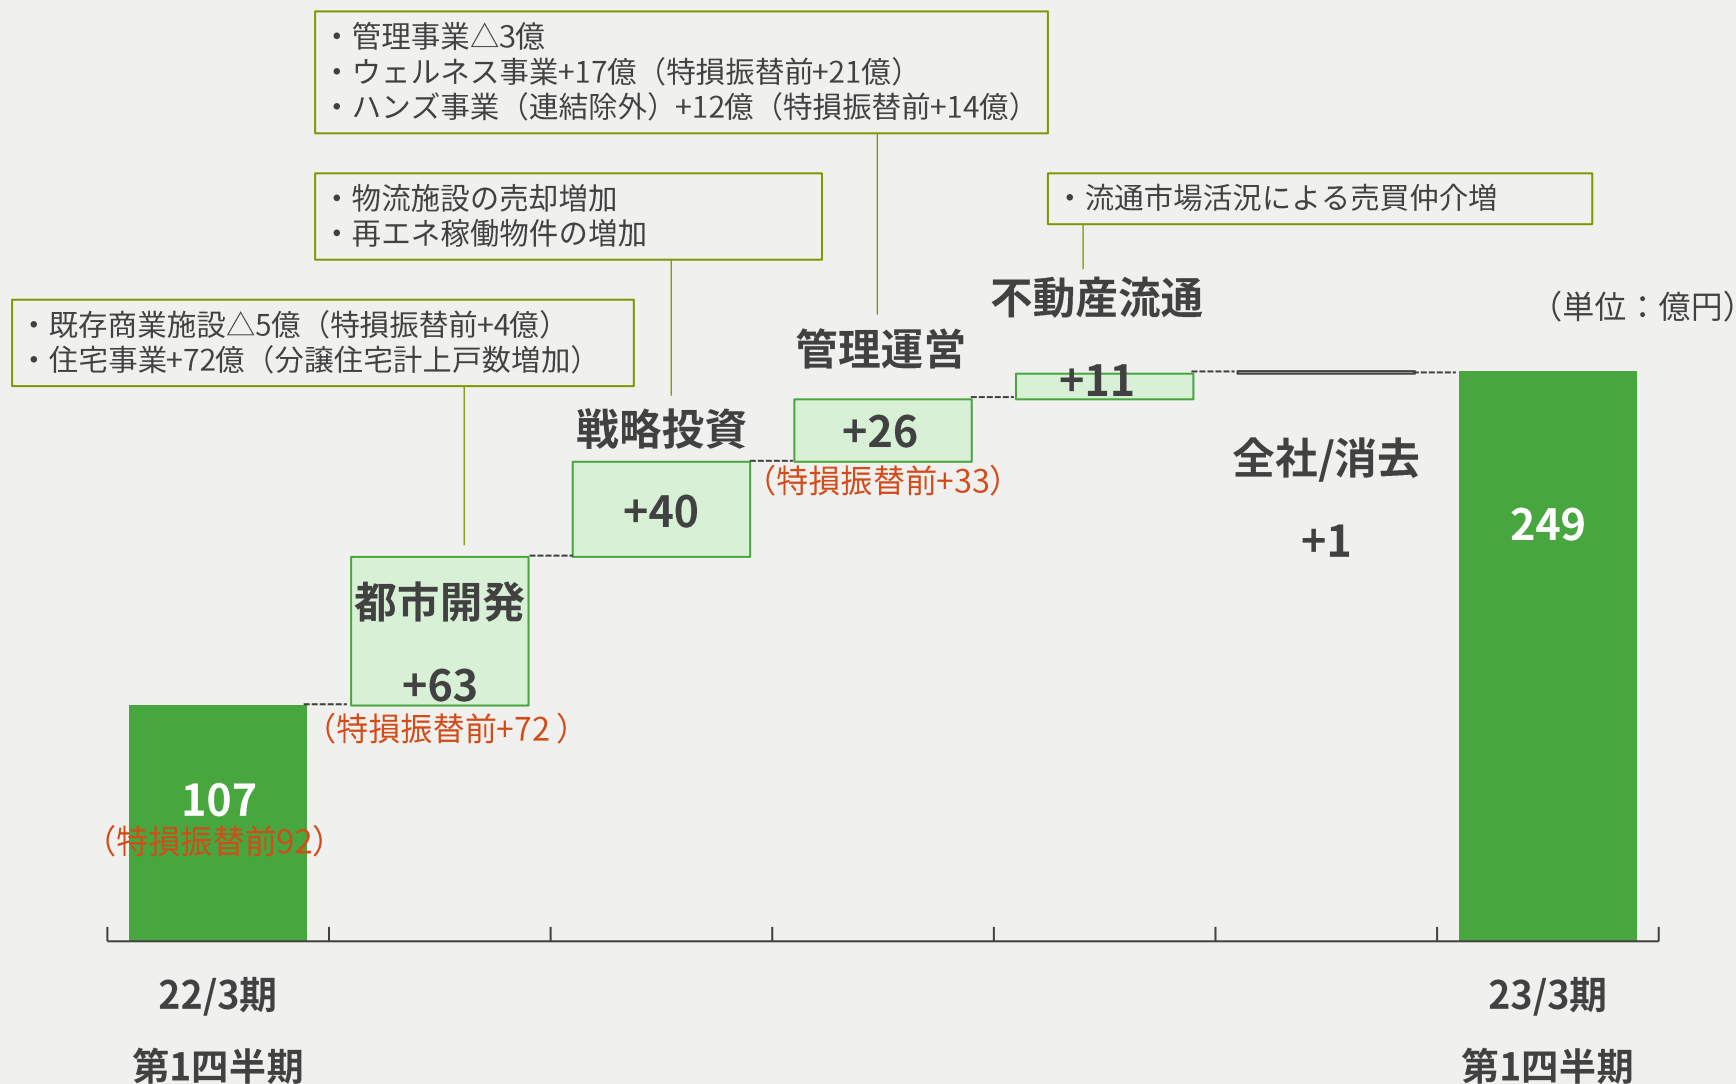 ・管理事業△3億
・ウェルネス事業+17億（特損振替前+21億）
・ハンズ事業（連結除外）+12億（特損振替前+14億）
・物流施設の売却増加
・再エネ稼働物件の増加
・流通市場活況による売買仲介増
・既存商業施設△5億（特損振替前+4億）
・住宅事業+72億（分譲住宅計上戸数増加）
（単位：億円）
不動産流通
+11
管理運営
+26
（特損振替前+33）
戦略投資
+40
全社/消去
+1
都市開発
+63
（特損振替前+72 ）
107
（特損振替前92）
249
22/3期
第1四半期
23/3期
第1四半期